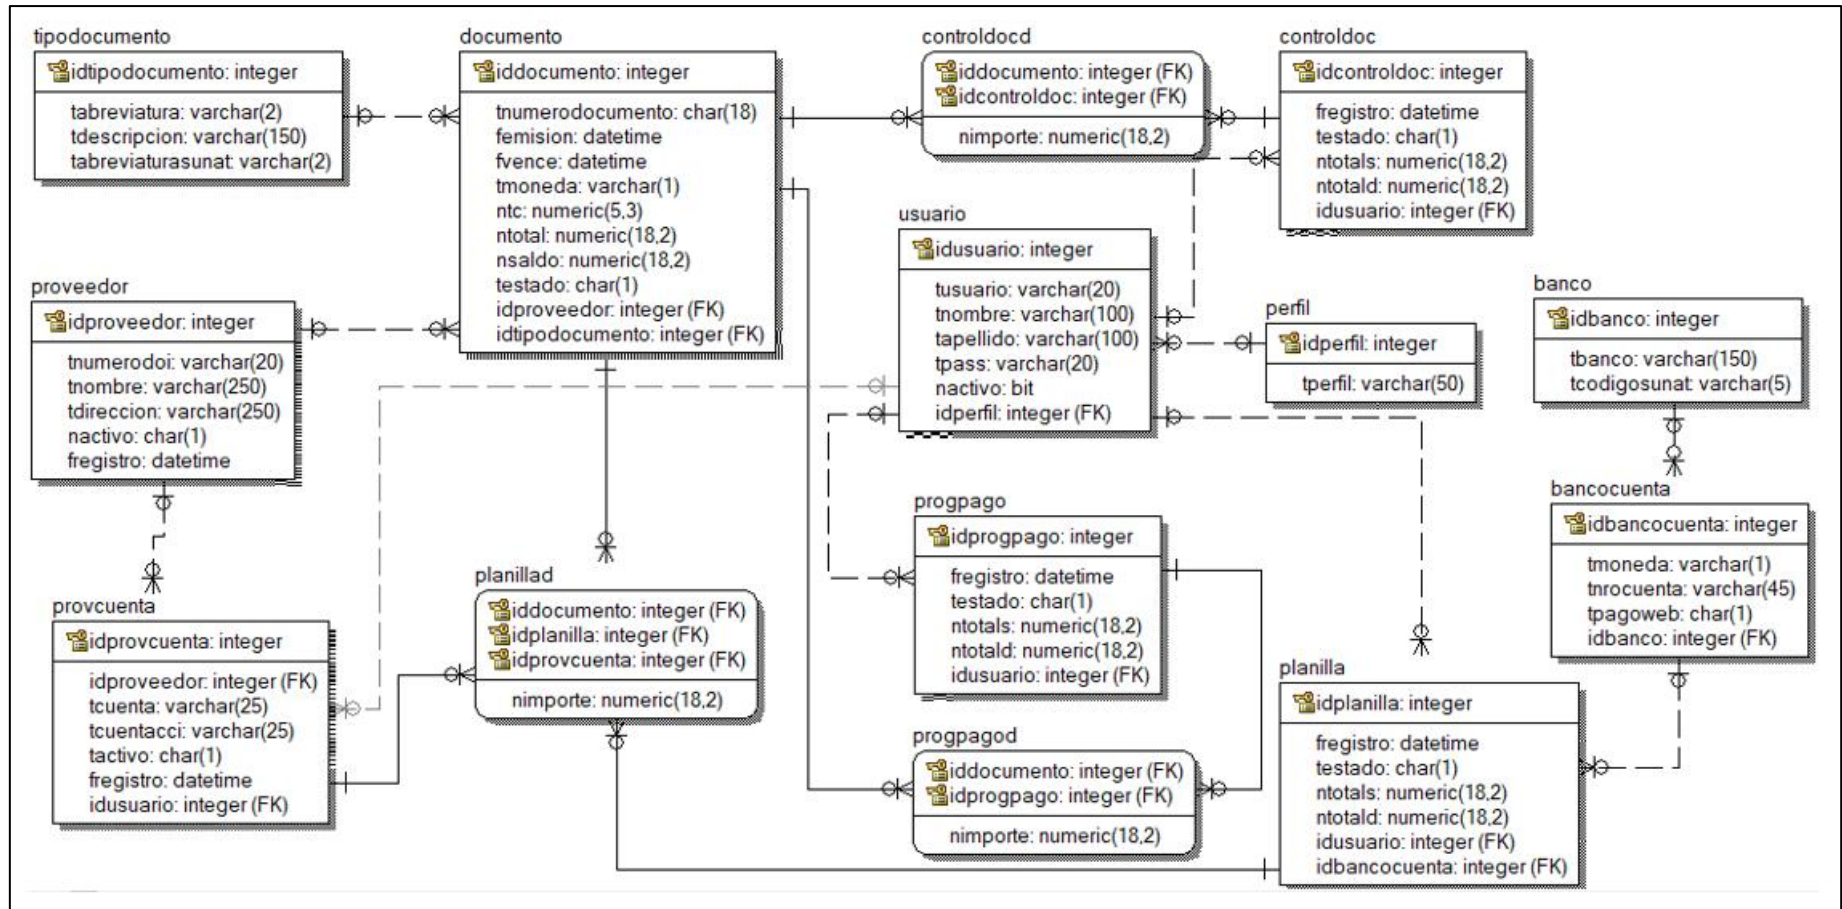 tipodocumento
idtipodocumento: integer
tabreviatura: varchar(2)
tdescripcion: varchar(150)
tabreviaturasunat: varchar(2)
documento
iddocumento: integer
tnumerodocumento: char(18)
femision: datetime
fvence: datetime
tmoneda: varchar(1)
ntc: numeric(5,3)
ntotal: numeric(18,2)
nsaldo: numeric(18,2)
testado: char(1)
idproveedor: integer (FK)
idtipodocumento: integer (FK)
controldocd
iddocumento: integer (FK)
idcontroldoc: integer (FK)
nimporte: numeric(18,2)
controldoc
idcontroldoc: integer
fregistro: datetime
testado: char(1)
ntotals: numeric(18,2)
ntotald: numeric(18,2)
idusuario: integer (FK)
usuario
idusuario: integer
tusuario: varchar(20)
tnombre: varchar(100)
tapellido: varchar(100)
tpass: varchar(20)
nactivo: bit
idperfil: integer (FK)
perfil
idperfil: integer
tperfil: varchar(50)
banco
idbanco: integer
tbanco: varchar(150)
tcodigosunat: varchar(5)
proveedor
idproveedor: integer
tnumerodoi: varchar(20)
tnombre: varchar(250)
tdireccion: varchar(250)
nactivo: char(1)
fregistro: datetime
progpago
idprogpago: integer
fregistro: datetime
testado: char(1)
ntotals: numeric(18,2)
ntotald: numeric(18,2)
idusuario: integer (FK)
bancocuenta
idbancocuenta: integer
tmoneda: varchar(1)
tnrocuenta: varchar(45)
tpagoweb: char(1)
idbanco: integer (FK)
provcuenta
idprovcuenta: integer
idproveedor: integer (FK)
tcuenta: varchar(25)
tcuentacci: varchar(25)
tactivo: char(1)
fregistro: datetime
idusuario: integer (FK)
planillad
iddocumento: integer (FK)
idplanilla: integer (FK)
idprovcuenta: integer (FK)
nimporte: numeric(18,2)
progpagod
iddocumento: integer (FK)
idprogpago: integer (FK)
nimporte: numeric(18,2)
planilla
idplanilla: integer
fregistro: datetime
testado: char(1)
ntotals: numeric(18,2)
ntotald: numeric(18,2)
idusuario: integer (FK)
idbancocuenta: integer (FK)